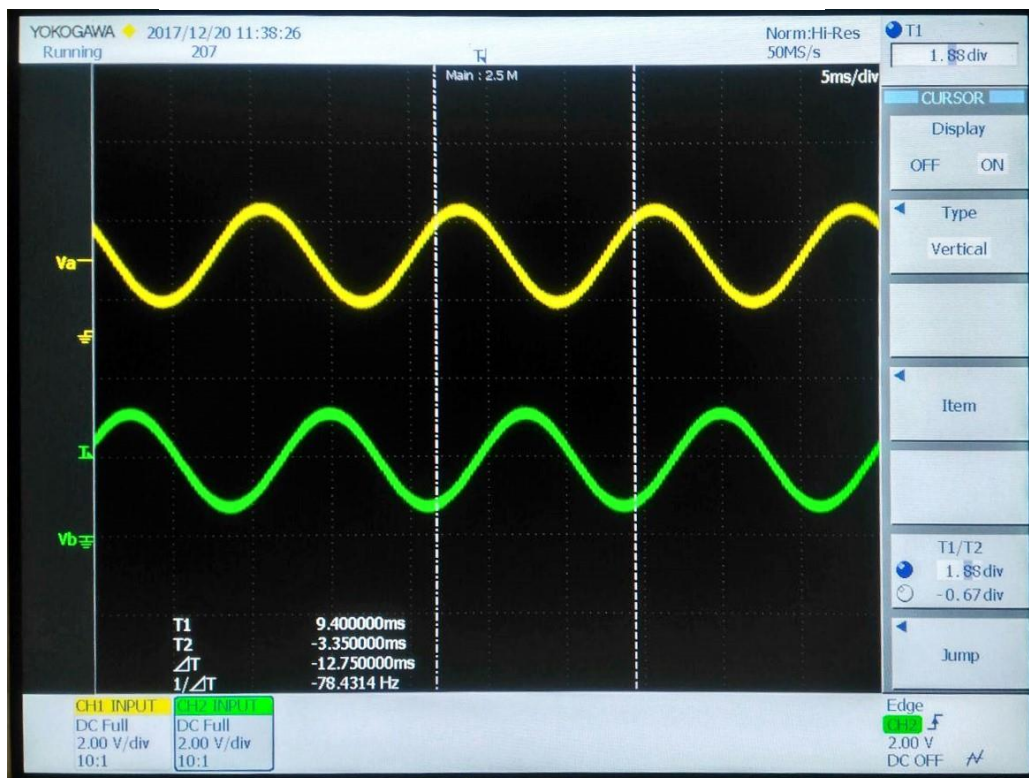 YOKOGAWA 2017/12/20 11:38:26
Running 207
Norm:Hi-Res
50MS/s
T
Main : 2.5 M
5ms/div
Va
T
Vb
T1 9.400000ms
T2 -3.350000ms
⊿T -12.750000ms
1/⊿T -78.4314 Hz
CH1 INPUT
DC Full
2.00 V/div
10:1
CH2 INPUT
DC Full
2.00 V/div
10:1
T1
1.88div
CURSOR
Display
OFF ON
Type
Vertical
Item
T1/T2
1.88div
-0.67div
Jump
Edge
CH2
2.00 V
DC OFF